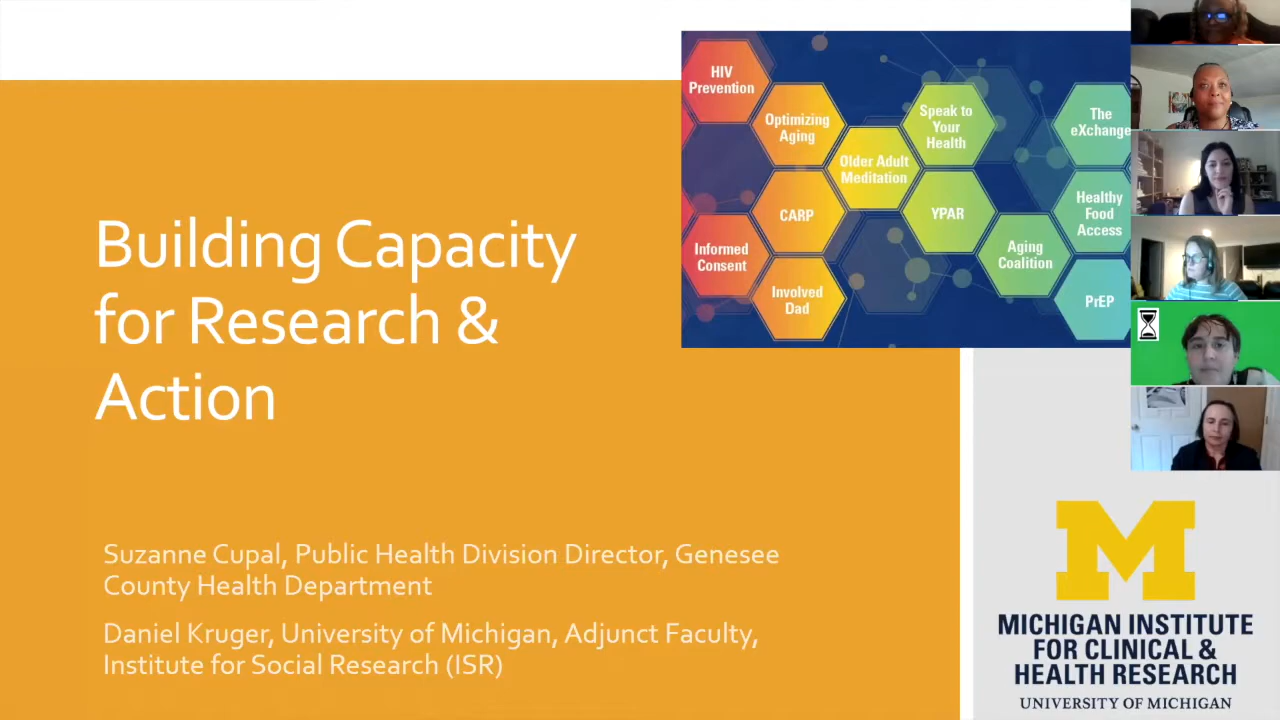 Building Capacity
for Research &
Action
Suzanne Cupal, Public Health Division Director, Genesee
County Health Department
Daniel Kruger, University of Michigan, Adjunct Faculty,
Institute for Social Research (ISR)
HIV
Prevention
Optimizing
Aging
Older Adult
Meditation
Speak to
Your
Health
The
eXchange
CARP
YPAR
Healthy
Food
Access
Informed
Consent
Involved
Dad
Aging
Coalition
PrEP
M
MICHIGAN INSTITUTE
FOR CLINICAL &
HEALTH RESEARCH
UNIVERSITY OF MICHIGAN